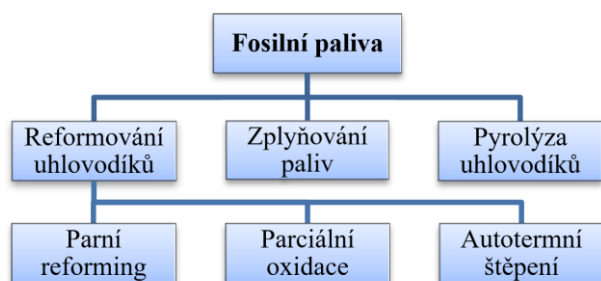 Fosilní paliva
Reformování
uhlovodíků
Zplyňování
paliv
Pyrolýza
uhlovodíků
Parní
reforming
Parciální
oxidace
Autotermní
štěpení